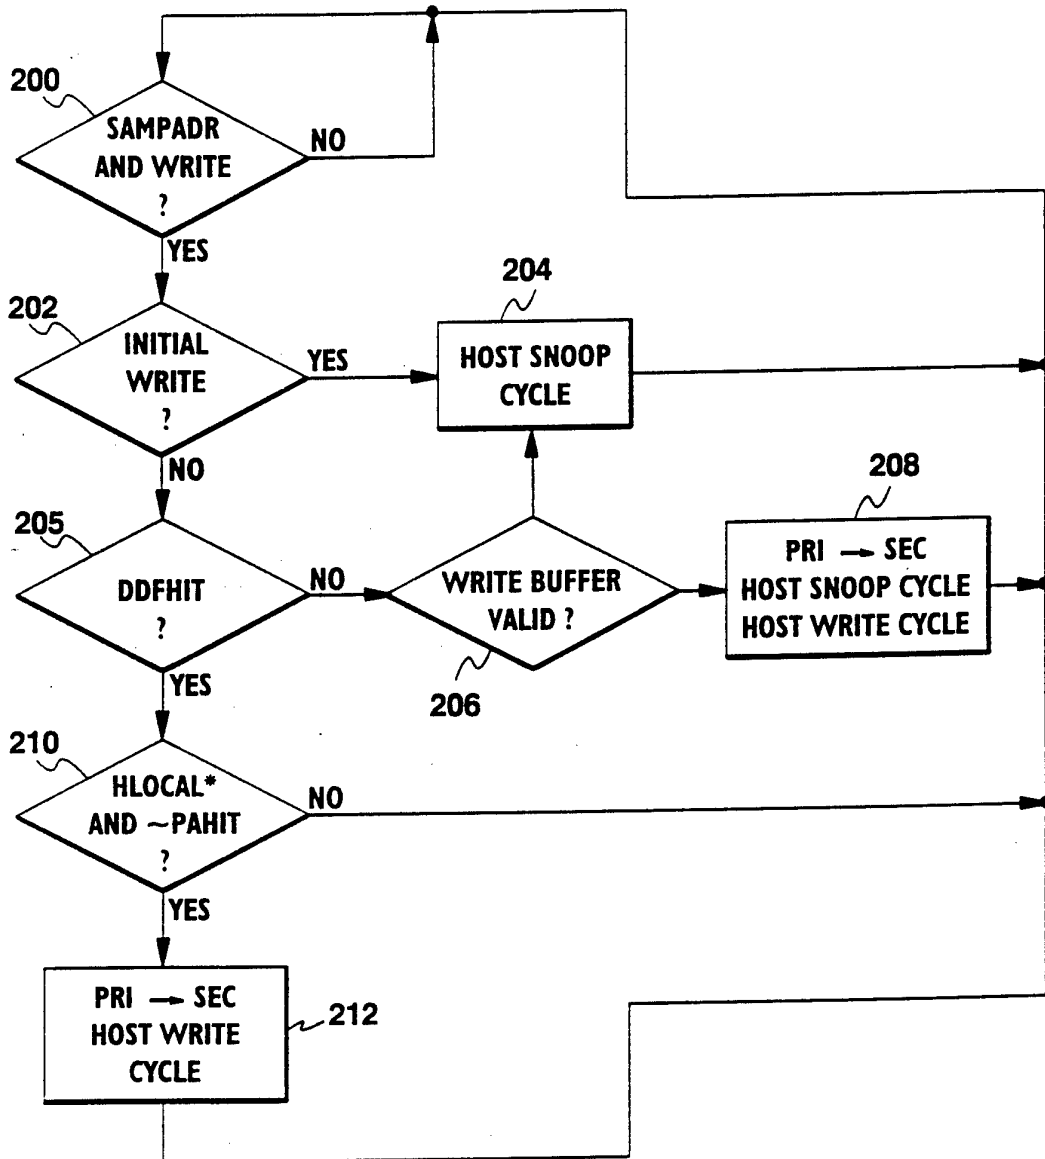 200
SAMPADR
AND WRITE
?
NO
YES
202
INITIAL
WRITE
?
YES
NO
204
HOST SNOOP
CYCLE
205
DDFHIT
?
NO
YES
WRITE BUFFER
VALID ?
206
208
PRI → SEC
HOST SNOOP CYCLE
HOST WRITE CYCLE
210
HLOCAL*
AND ~PAHIT
?
NO
YES
PRI → SEC
HOST WRITE
CYCLE
212